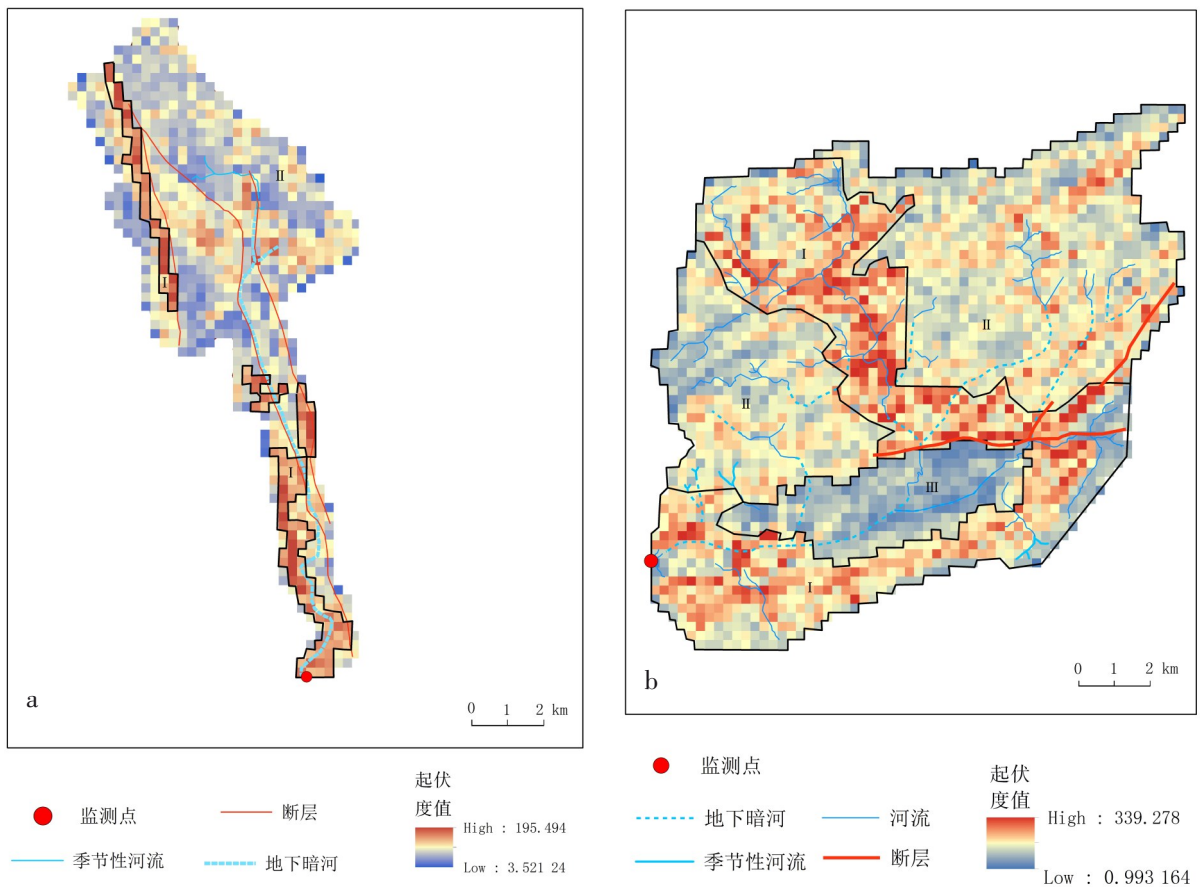 II
I
I
a
0 1 2 km
监测点
断层
季节性河流
地下暗河
起伏
度值
High : 195.494
Low : 3.521 24
I
II
II
III
I
b
0 1 2 km
监测点
地下暗河
河流
季节性河流
断层
起伏
度值
High : 339.278
Low : 0.993 164